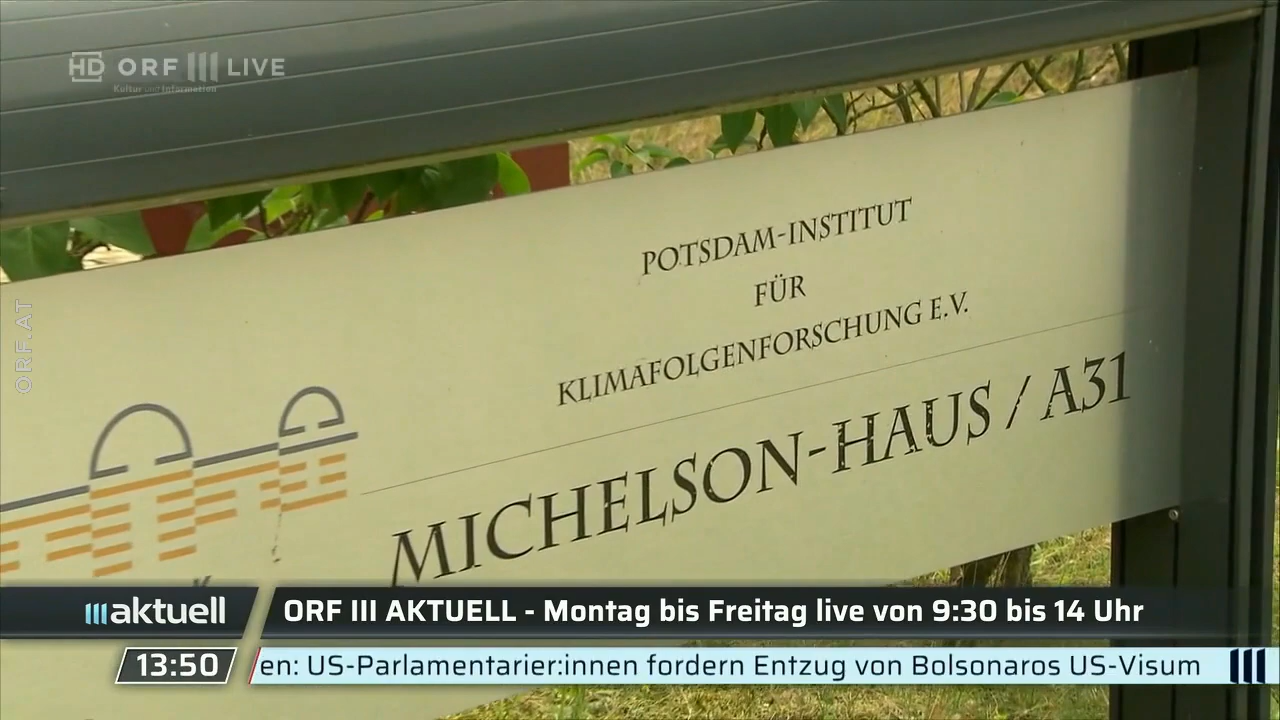 HD ORF III LIVE
Kultur und Information
ORF.AT
POTSDAM-INSTITUT
FÜR
KLIMAFOLGENFORSCHUNG E.V.
MICHELSON-HAUS / A31
III aktuell
ORF III AKTUELL - Montag bis Freitag live von 9:30 bis 14 Uhr
13:50
en: US-Parlamentarier:innen fordern Entzug von Bolsonaros US-Visum